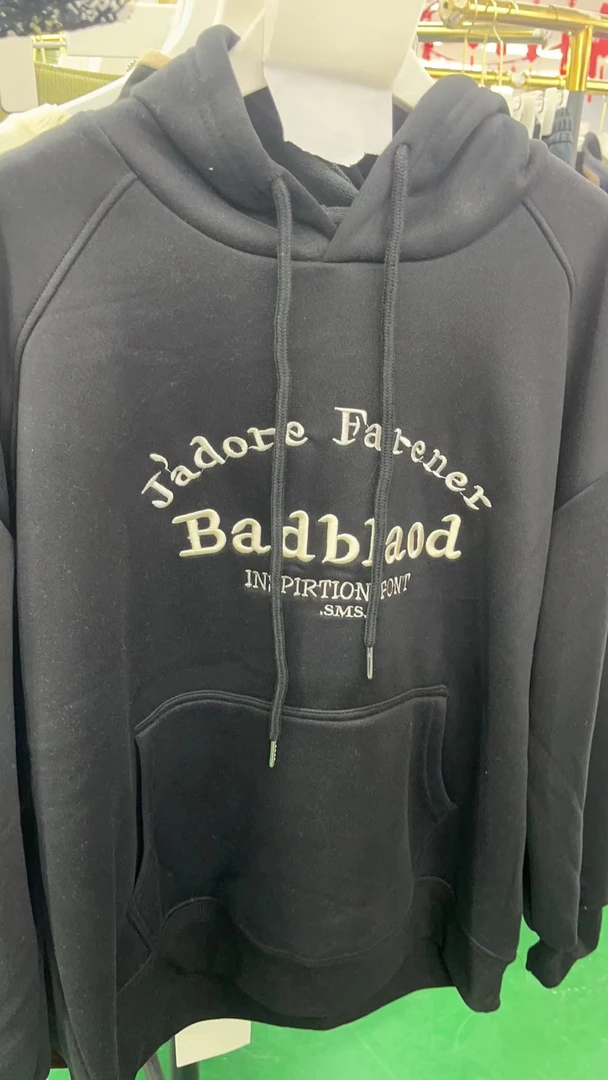 J'adore Farener
Badblaod
INSPIRTION FONT
.SMS.